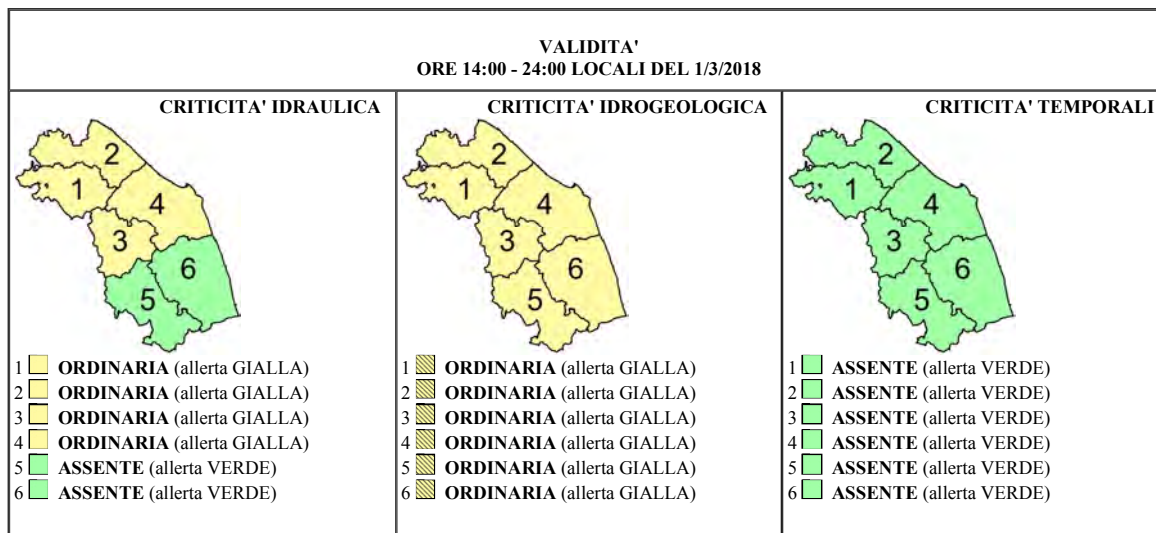 VALIDITA'
ORE 14:00 - 24:00 LOCALI DEL 1/3/2018
CRITICITA' IDRAULICA
2
1
4
3
6
5
1 ORDINARIA (allerta GIALLA)
2 ORDINARIA (allerta GIALLA)
3 ORDINARIA (allerta GIALLA)
4 ORDINARIA (allerta GIALLA)
5 ASSENTE (allerta VERDE)
6 ASSENTE (allerta VERDE)
CRITICITA' IDROGEOLOGICA
2
1
4
3
6
5
1 ORDINARIA (allerta GIALLA)
2 ORDINARIA (allerta GIALLA)
3 ORDINARIA (allerta GIALLA)
4 ORDINARIA (allerta GIALLA)
5 ORDINARIA (allerta GIALLA)
6 ORDINARIA (allerta GIALLA)
CRITICITA' TEMPORALI
2
1
4
3
6
5
1 ASSENTE (allerta VERDE)
2 ASSENTE (allerta VERDE)
3 ASSENTE (allerta VERDE)
4 ASSENTE (allerta VERDE)
5 ASSENTE (allerta VERDE)
6 ASSENTE (allerta VERDE)